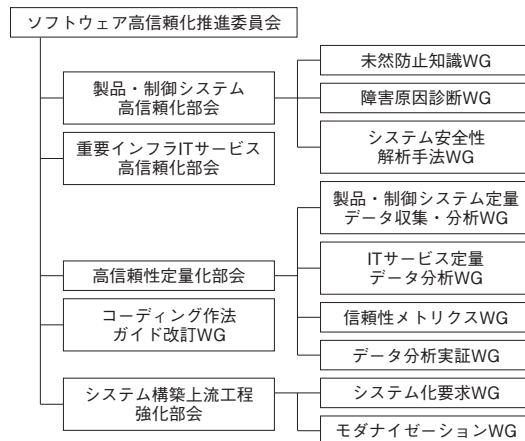 ソフトウェア高信頼化推進委員会
製品・制御システム
高信頼化部会
未然防止知識WG
障害原因診断WG
システム安全性
解析手法WG
重要インフラITサービス
高信頼化部会
高信頼性定量化部会
製品・制御システム定量
データ収集・分析WG
ITサービス定量
データ分析WG
信頼性メトリクスWG
データ分析実証WG
コーディング作法
ガイド改訂WG
システム構築上流工程
強化部会
システム化要求WG
モダナイゼーションWG